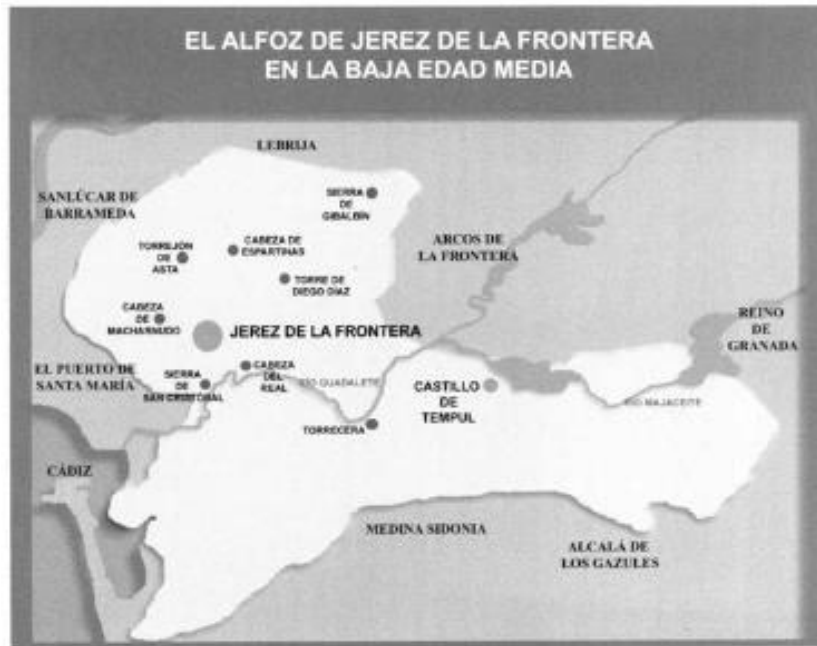 EL ALFOZ DE JEREZ DE LA FRONTERA
EN LA BAJA EDAD MEDIA
LEBRIJA
SANLÚCAR DE
BARRAMEDA
SIERRA
DE
GIBALBÍN
CABEZA DE
ESPARTINAS
TORREJÓN
DE
ASTA
ARCOS DE
LA FRONTERA
TORRE DE
DIEGO DÍAZ
CABEZA
DE
MACHARNUDO
JEREZ DE LA FRONTERA
REINO
DE
GRANADA
EL PUERTO DE
SANTA MARÍA
SIERRA
DE
SAN CRISTÓBAL
CABEZA
DEL
REAL
RÍO GUADALETE
CASTILLO
DE
TEMPUL
RÍO MAJACEITE
TORRECERA
CÁDIZ
MEDINA SIDONIA
ALCALÁ DE
LOS GAZULES